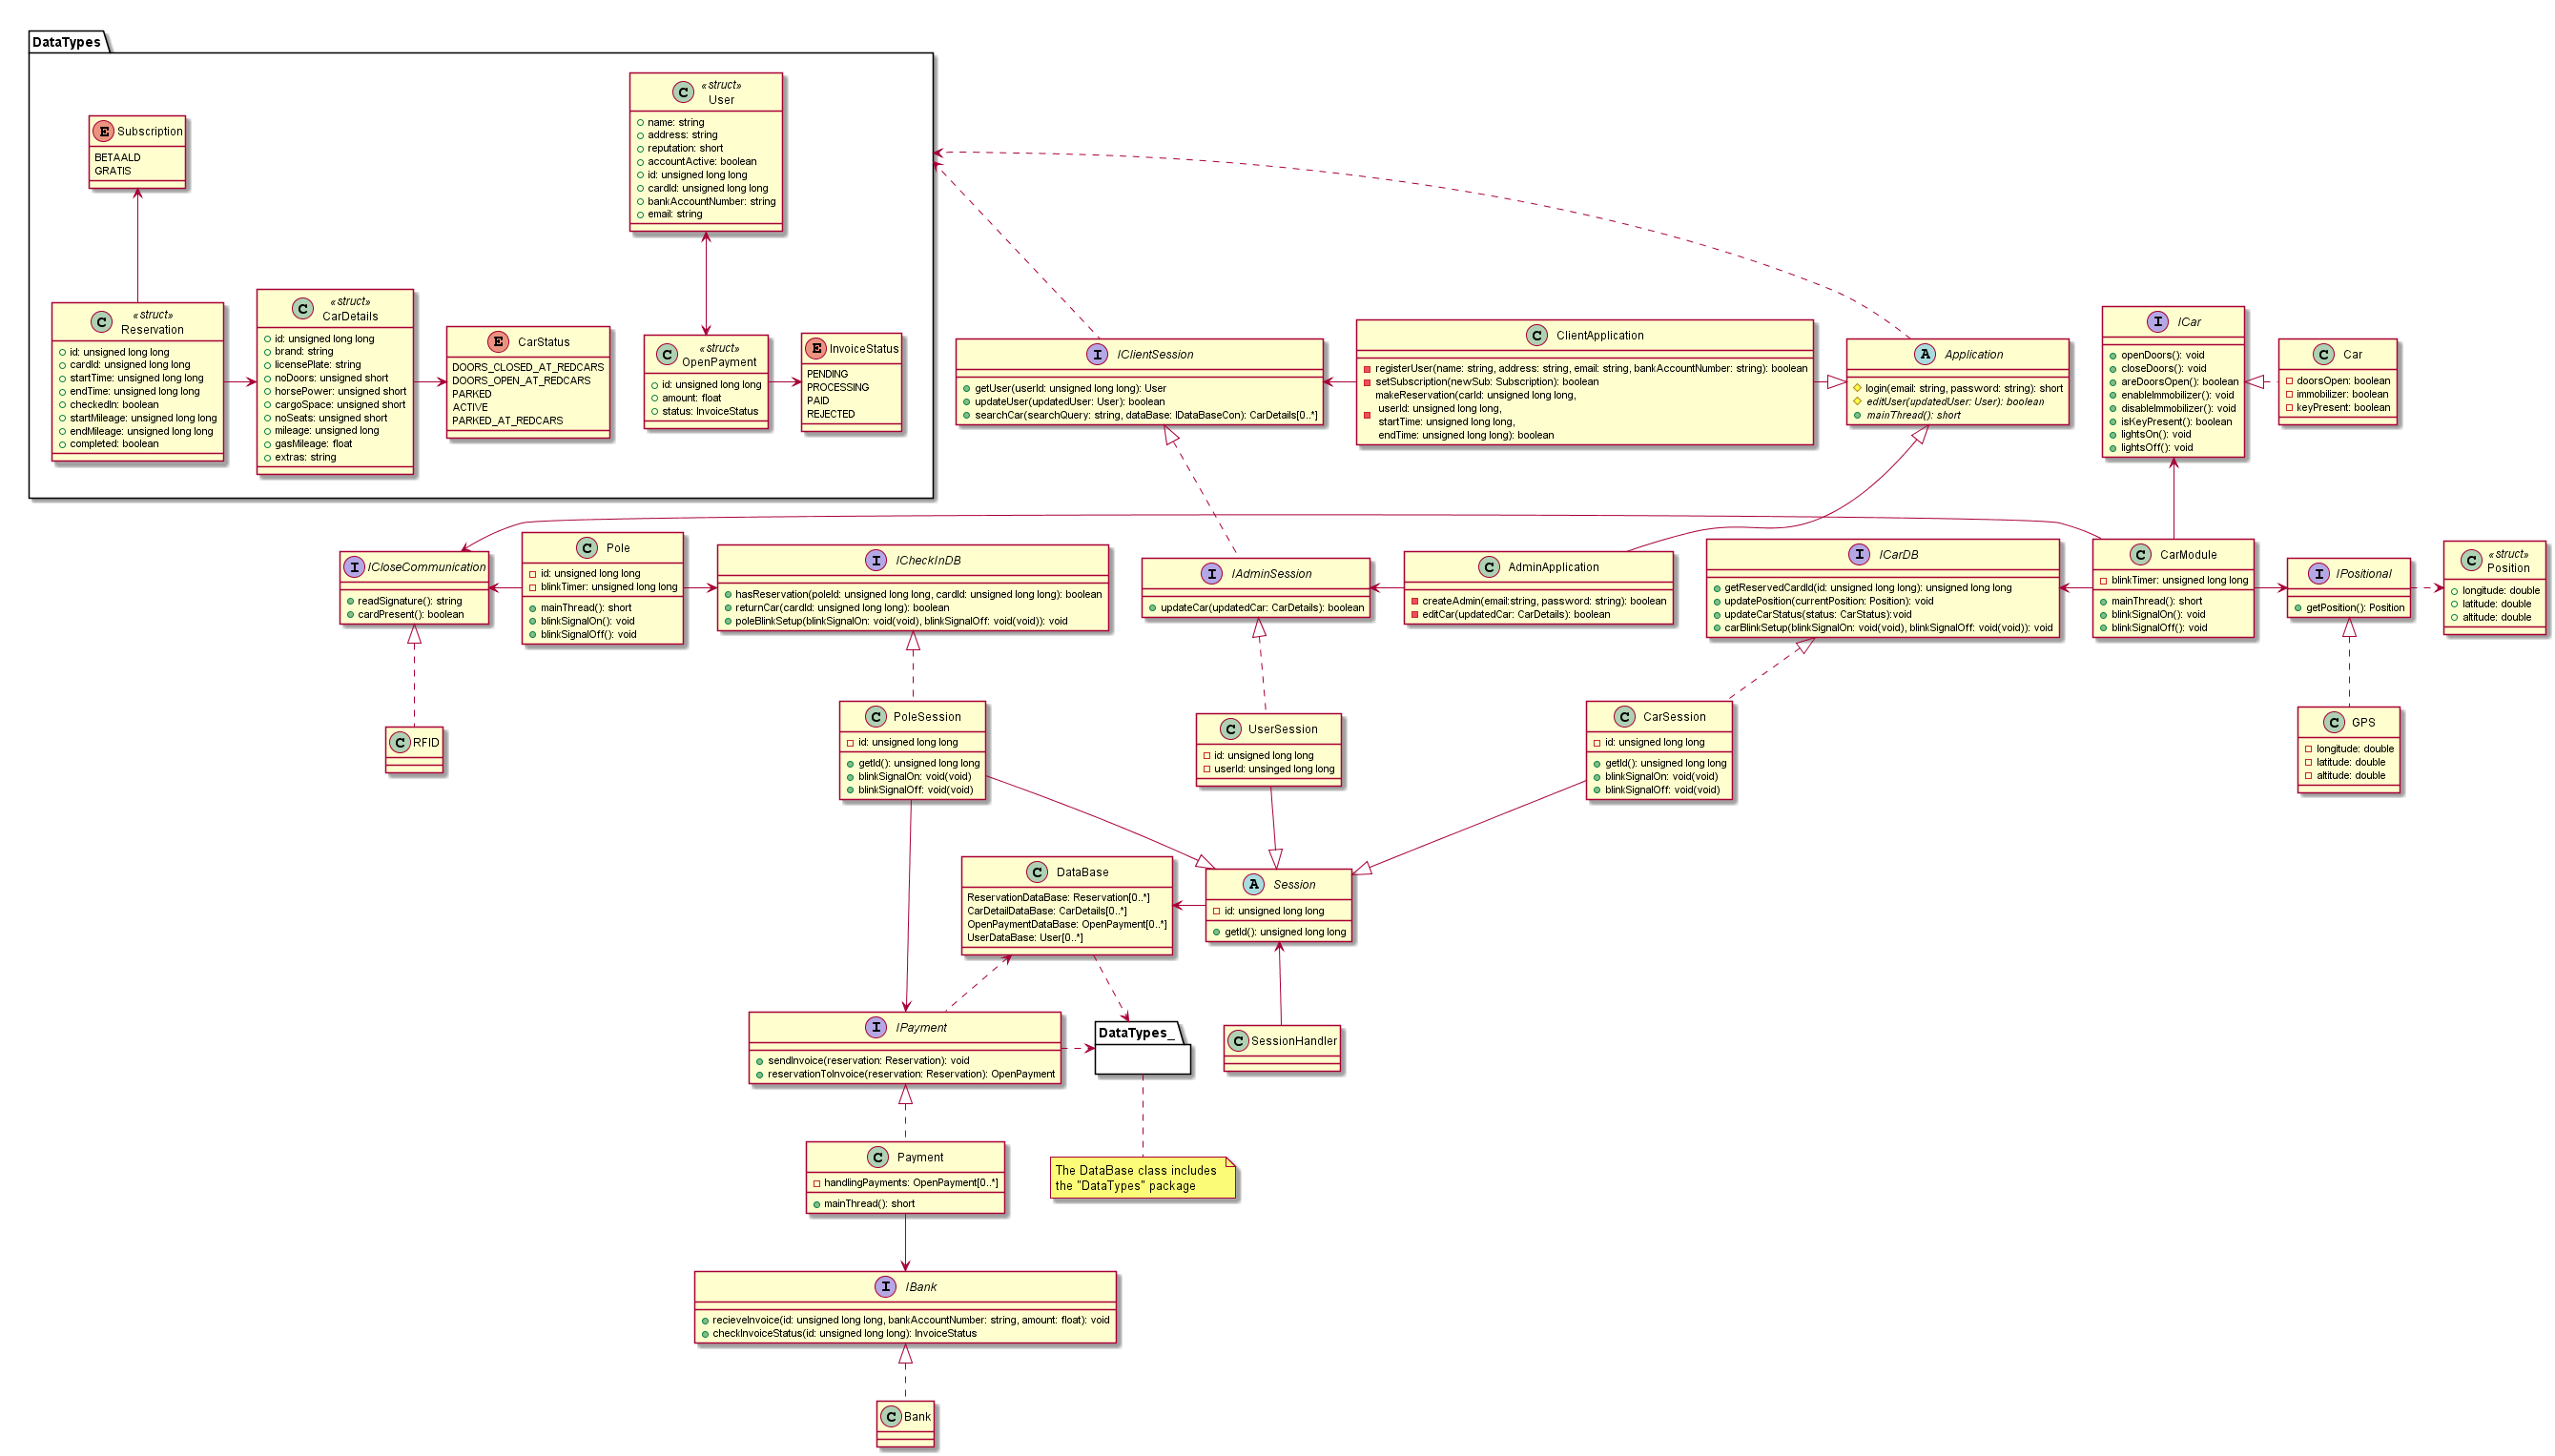 DataTypes
«struct»
User
name: string
address: string
reputation: short
accountActive: boolean
id: unsigned long long
cardId: unsigned long long
bankAccountNumber: string
email: string
E Subscription
BETAALD
GRATIS
«struct»
Reservation
id: unsigned long long
cardId: unsigned long long
startTime: unsigned long long
endTime: unsigned long long
checkedIn: boolean
startMileage: unsigned long long
endMileage: unsigned long long
completed: boolean
«struct»
CarDetails
id: unsigned long long
brand: string
licensePlate: string
noDoors: unsigned short
horsePower: unsigned short
cargoSpace: unsigned short
noSeats: unsigned short
mileage: unsigned long
gasMileage: float
extras: string
E CarStatus
DOORS_CLOSED_AT_REDCARS
DOORS_OPEN_AT_REDCARS
PARKED
ACTIVE
PARKED_AT_REDCARS
«struct»
C OpenPayment
id: unsigned long long
amount: float
status: InvoiceStatus
E InvoiceStatus
PENDING
PROCESSING
PAID
REJECTED
I IClientSession
getUser(userId: unsigned long long): User
updateUser(updatedUser: User): boolean
searchCar(searchQuery: string, dataBase: IDataBaseCon): CarDetails[0..*]
C ClientApplication
registerUser(name: string, address: string, email: string, bankAccountNumber: string): boolean
setSubscription(newSub: Subscription): boolean
makeReservation(carId: unsigned long long,
userId: unsigned long long,
startTime: unsigned long long,
endTime: unsigned long long): boolean
A Application
login(email: string, password: string): short
editUser(updatedUser: User): boolean
mainThread(): short
I ICar
openDoors(): void
closeDoors(): void
areDoorsOpen(): boolean
enableImmobilizer(): void
disableImmobilizer(): void
isKeyPresent(): boolean
lightsOn(): void
lightsOff(): void
C Car
doorsOpen: boolean
immobilizer: boolean
keyPresent: boolean
I ICloseCommunication
readSignature(): string
cardPresent(): boolean
C Pole
id: unsigned long long
blinkTimer: unsigned long long
mainThread(): short
blinkSignalOn(): void
blinkSignalOff(): void
I ICheckInDB
hasReservation(poleId: unsigned long long, cardId: unsigned long long): boolean
returnCar(cardId: unsigned long long): boolean
poleBlinkSetup(blinkSignalOn: void(void), blinkSignalOff: void(void)): void
I IAdminSession
updateCar(updatedCar: CarDetails): boolean
C AdminApplication
createAdmin(email:string, password: string): boolean
editCar(updatedCar: CarDetails): boolean
I ICarDB
getReservedCardId(id: unsigned long long): unsigned long long
updatePosition(currentPosition: Position): void
updateCarStatus(status: CarStatus):void
carBlinkSetup(blinkSignalOn: void(void), blinkSignalOff: void(void)): void
C CarModule
blinkTimer: unsigned long long
mainThread(): short
blinkSignalOn(): void
blinkSignalOff(): void
I IPositional
getPosition(): Position
«struct»
C Position
longitude: double
latitude: double
altitude: double
C RFID
C PoleSession
id: unsigned long long
getId(): unsigned long long
blinkSignalOn: void(void)
blinkSignalOff: void(void)
C UserSession
id: unsigned long long
userId: unsinged long long
C CarSession
id: unsigned long long
getId(): unsigned long long
blinkSignalOn: void(void)
blinkSignalOff: void(void)
C GPS
longitude: double
latitude: double
altitude: double
C DataBase
ReservationDataBase: Reservation[0..*]
CarDetailDataBase: CarDetails[0..*]
OpenPaymentDataBase: OpenPayment[0..*]
UserDataBase: User[0..*]
A Session
id: unsigned long long
getId(): unsigned long long
I IPayment
sendInvoice(reservation: Reservation): void
reservationToInvoice(reservation: Reservation): OpenPayment
DataTypes_
C SessionHandler
C Payment
handlingPayments: OpenPayment[0..*]
mainThread(): short
The DataBase class includes
the "DataTypes" package
I IBank
recieveInvoice(id: unsigned long long, bankAccountNumber: string, amount: float): void
checkInvoiceStatus(id: unsigned long long): InvoiceStatus
C Bank